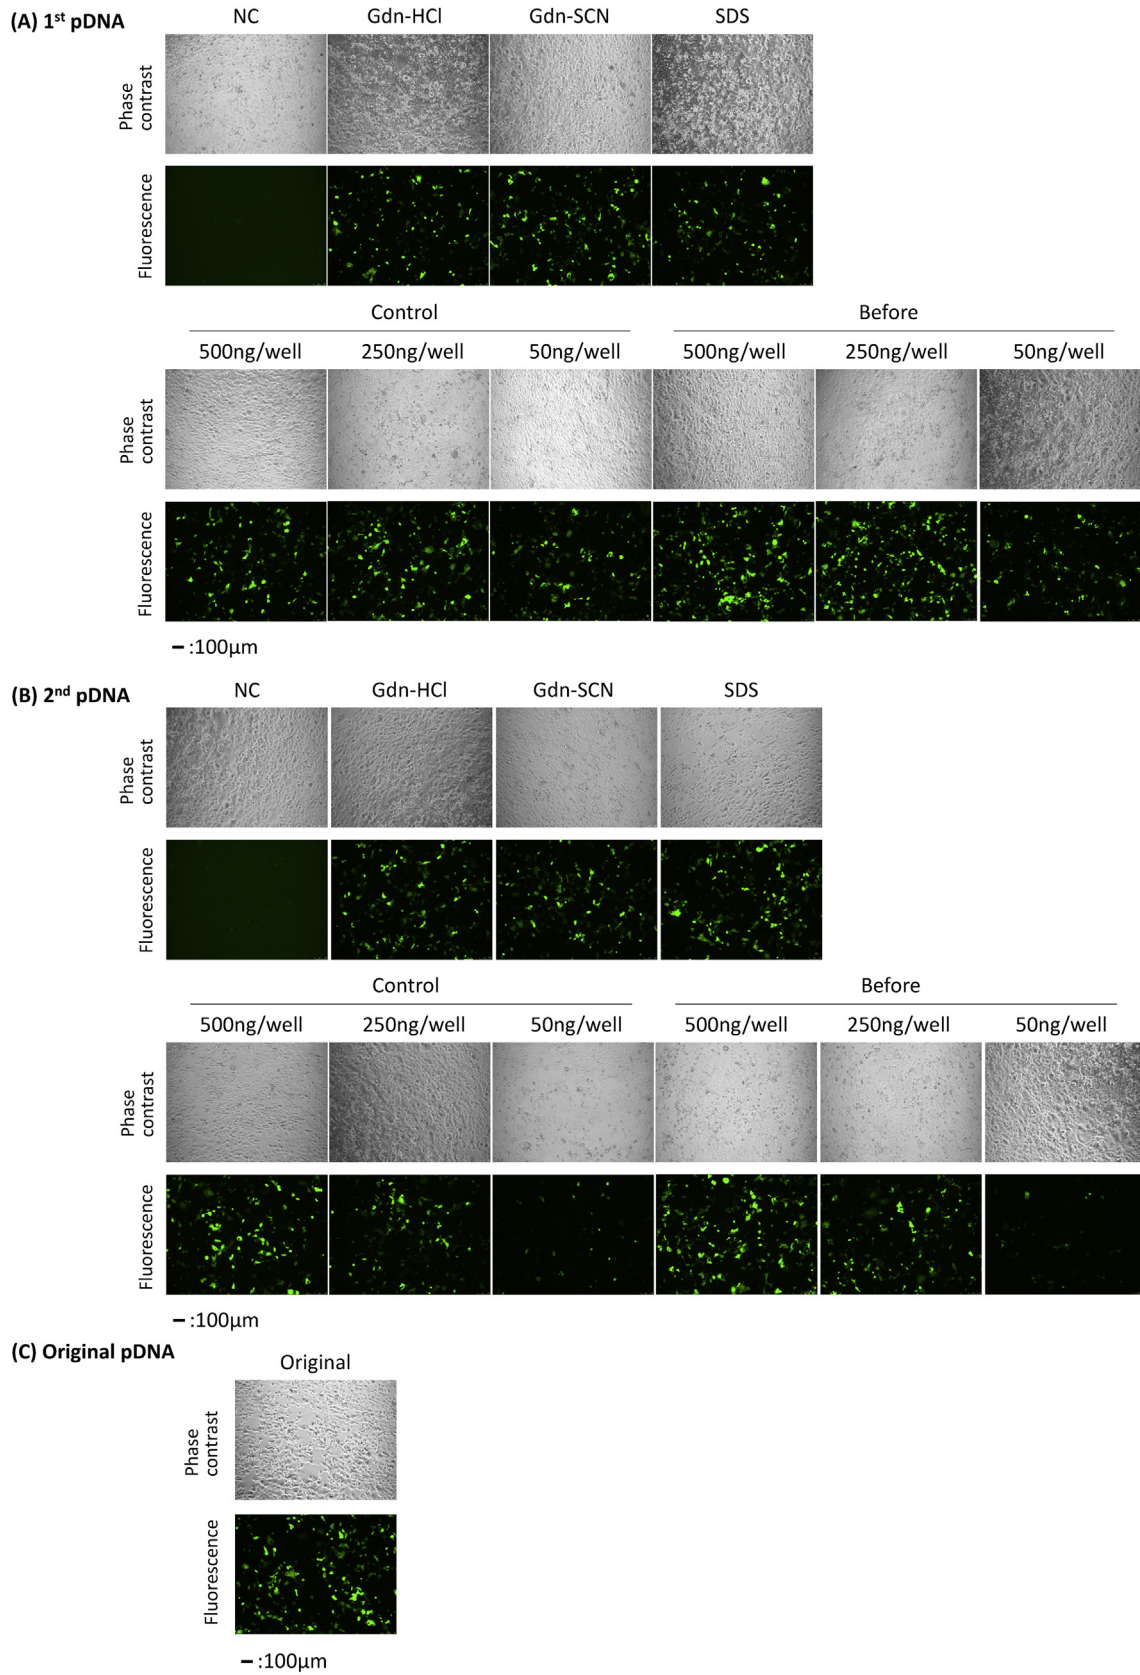 (A) 1st pDNA
NC Gdn-HCl Gdn-SCN SDS
Phase
contrast
Fluorescence
Control Before
500ng/well 250ng/well 50ng/well 500ng/well 250ng/well 50ng/well
Phase
contrast
Fluorescence
:100μm
(B) 2nd pDNA
NC Gdn-HCl Gdn-SCN SDS
Phase
contrast
Fluorescence
Control Before
500ng/well 250ng/well 50ng/well 500ng/well 250ng/well 50ng/well
Phase
contrast
Fluorescence
:100μm
(C) Original pDNA
Original
Phase
contrast
Fluorescence
:100μm